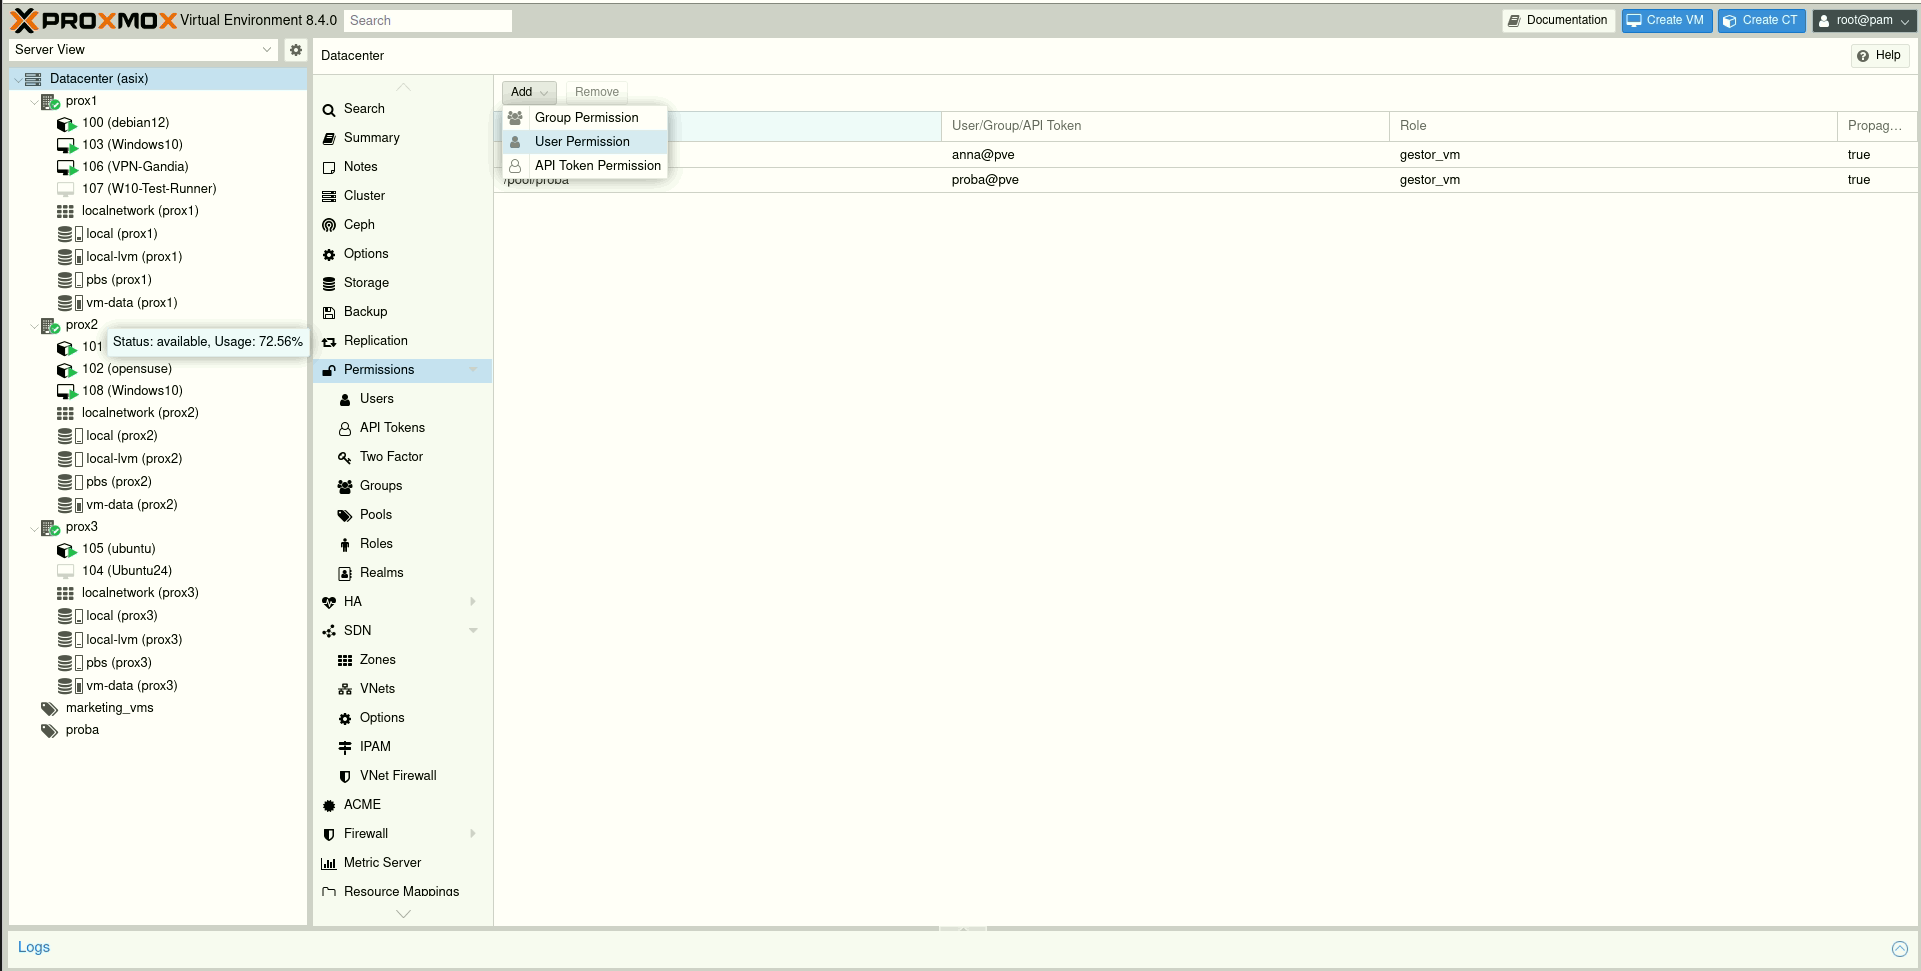 PROXMOX Virtual Environment 8.4.0 Search Documentation Create VM Create CT root@pam
Server View
Datacenter
Help
Datacenter (asix)
prox1
100 (debian12)
103 (Windows10)
106 (VPN-Gandia)
107 (W10-Test-Runner)
localnetwork (prox1)
local (prox1)
local-lvm (prox1)
pbs (prox1)
vm-data (prox1)
prox2
101
Status: available, Usage: 72.56%
102 (opensuse)
108 (Windows10)
localnetwork (prox2)
local (prox2)
local-lvm (prox2)
pbs (prox2)
vm-data (prox2)
prox3
105 (ubuntu)
104 (Ubuntu24)
localnetwork (prox3)
local (prox3)
local-lvm (prox3)
pbs (prox3)
vm-data (prox3)
marketing_vms
proba
Search
Summary
Notes
Cluster
Ceph
Options
Storage
Backup
Replication
Permissions
Users
API Tokens
Two Factor
Groups
Pools
Roles
Realms
HA
SDN
Zones
VNets
Options
IPAM
VNet Firewall
ACME
Firewall
Metric Server
Resource Mappings
Add Remove
Group Permission
User Permission
API Token Permission
User/Group/API Token Role Propag...
anna@pve gestor_vm true
/pool/proba proba@pve gestor_vm true
Logs